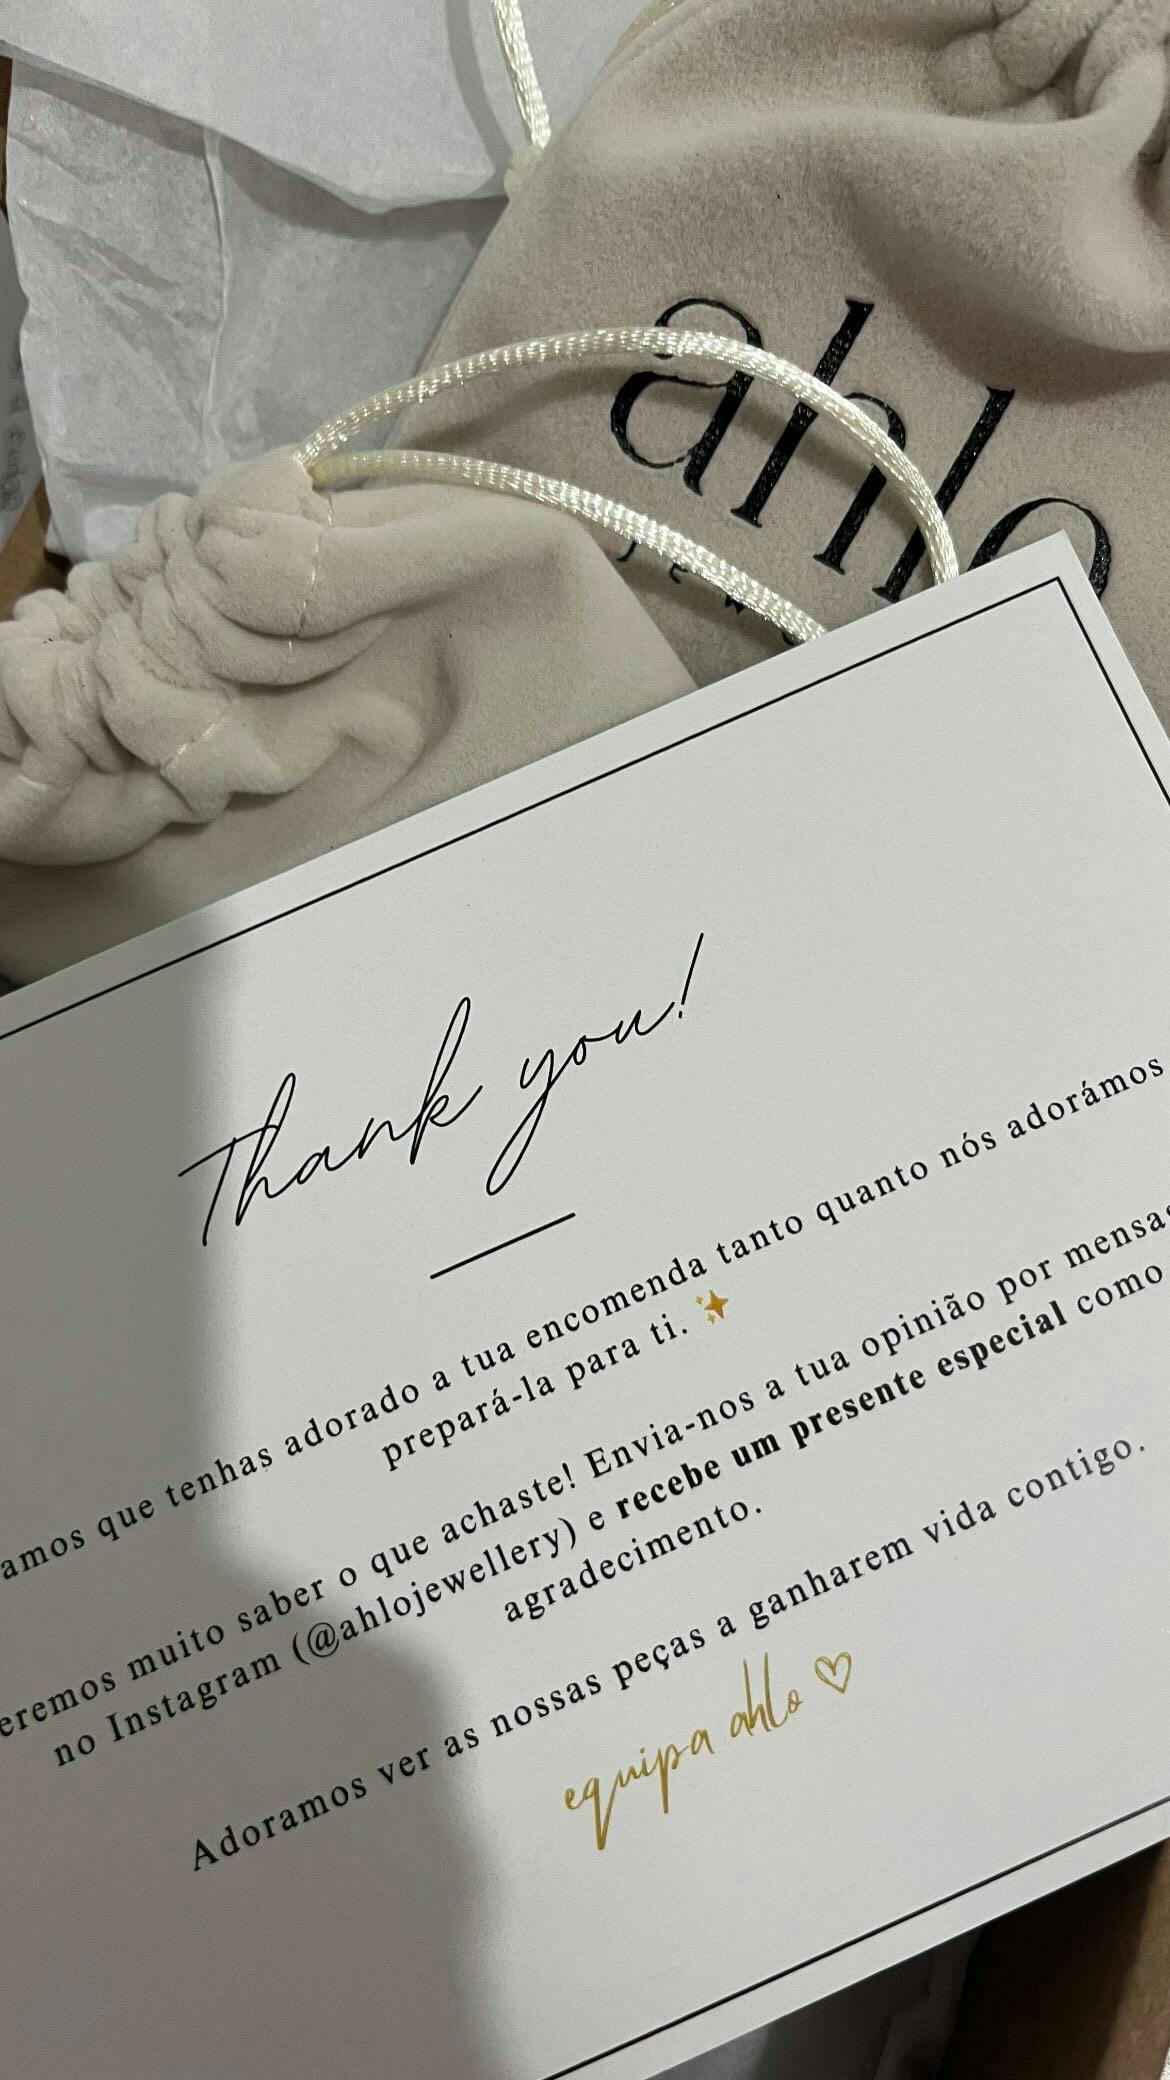 ahlo
Thank you!
que tenhas adorado a tua encomenda tanto quanto nós adorámos
prepará-la para ti. ✨
muito saber o que achaste! Envia-nos a tua opinião por
no Instagram (@ahlojewellery) e recebe um presente especial como
agradecimento.
Adoramos ver as nossas peças a ganharem vida contigo.
equipa ahlo ♡